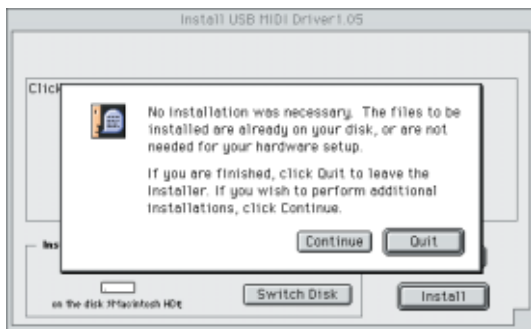 Install USB MIDI Driver1.05
Click
No installation was necessary. The files to be
installed are already on your disk, or are not
needed for your hardware setup.
If you are finished, click Quit to leave the
Installer. If you wish to perform additional
installations, click Continue.
Continue
Quit
Ins
on the disk
Macintosh HD
Switch Disk
Install